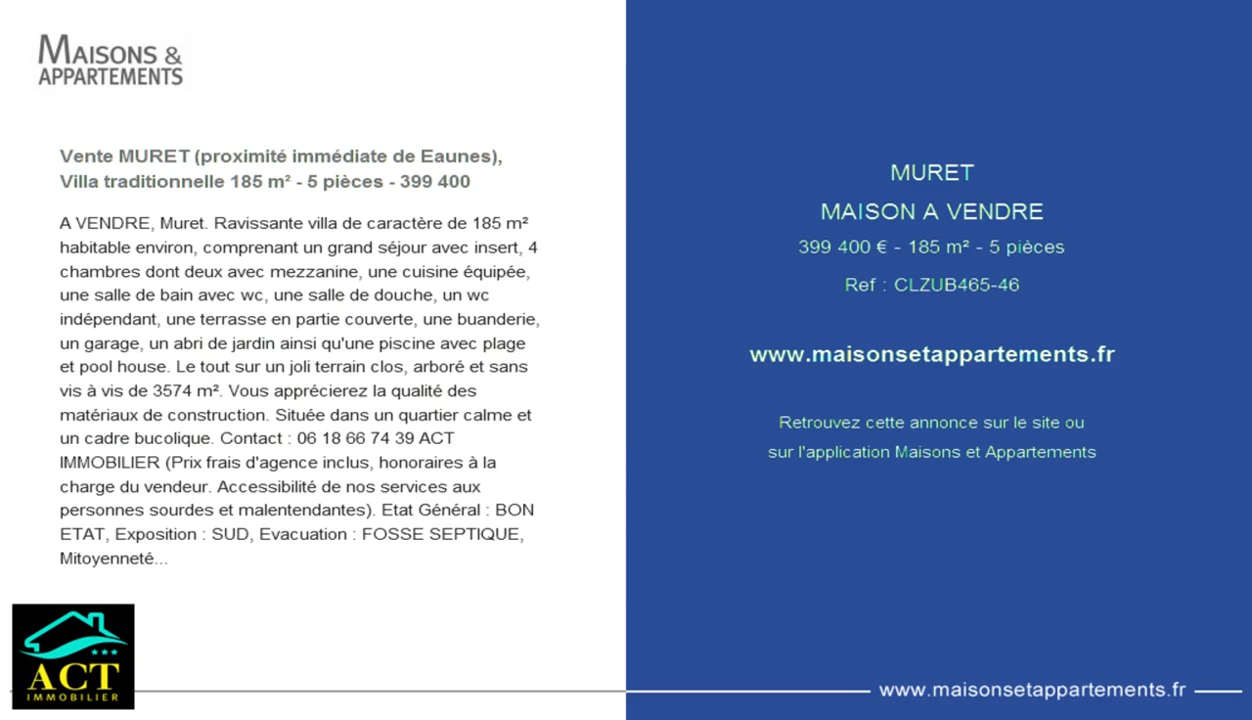 MAISONS &
APPARTEMENTS
Vente MURET (proximité immédiate de Eaunes),
Villa traditionnelle 185 m² - 5 pièces - 399 400
A VENDRE, Muret. Ravissante villa de caractère de 185 m²
habitable environ, comprenant un grand séjour avec insert, 4
chambres dont deux avec mezzanine, une cuisine équipée,
une salle de bain avec wc, une salle de douche, un wc
indépendant, une terrasse en partie couverte, une buanderie,
un garage, un abri de jardin ainsi qu'une piscine avec plage
et pool house. Le tout sur un joli terrain clos, arboré et sans
vis à vis de 3574 m². Vous apprécierez la qualité des
matériaux de construction. Située dans un quartier calme et
un cadre bucolique. Contact : 06 18 66 74 39 ACT
IMMOBILIER (Prix frais d'agence inclus, honoraires à la
charge du vendeur. Accessibilité de nos services aux
personnes sourdes et malentendantes). Etat Général : BON
ETAT, Exposition : SUD, Evacuation : FOSSE SEPTIQUE,
Mitoyenneté...
ACT
IMMOBILIER
MURET
MAISON A VENDRE
399 400 € - 185 m² - 5 pièces
Ref : CLZUB465-46
www.maisonsetappartements.fr
Retrouvez cette annonce sur le site ou
sur l'application Maisons et Appartements
www.maisonsetappartements.fr